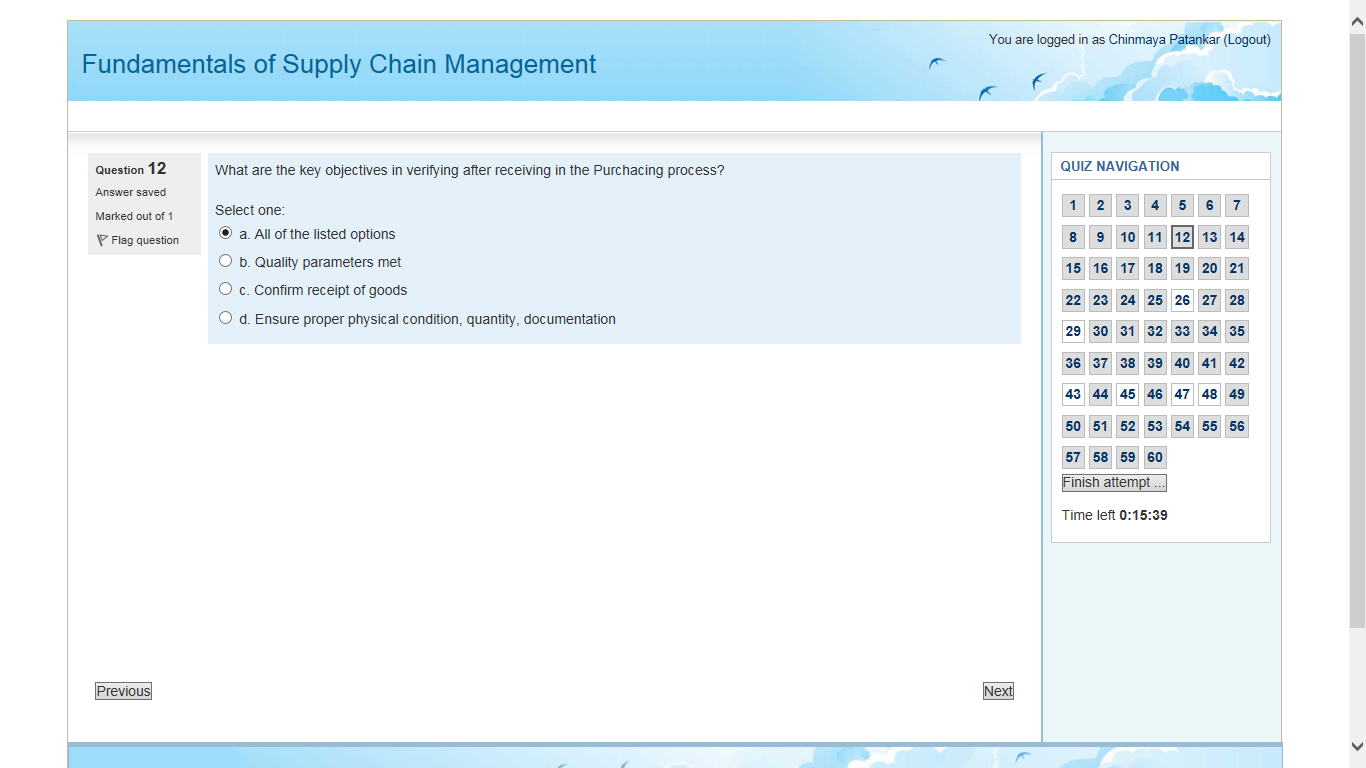 You are logged in as Chinmaya Patankar (Logout)
Fundamentals of Supply Chain Management
Question 12
Answer saved
Marked out of 1
Flag question
What are the key objectives in verifying after receiving in the Purchacing process?
Select one:
a. All of the listed options
b. Quality parameters met
c. Confirm receipt of goods
d. Ensure proper physical condition, quantity, documentation
Previous
Next
QUIZ NAVIGATION
1 2 3 4 5 6 7
8 9 10 11 12 13 14
15 16 17 18 19 20 21
22 23 24 25 26 27 28
29 30 31 32 33 34 35
36 37 38 39 40 41 42
43 44 45 46 47 48 49
50 51 52 53 54 55 56
57 58 59 60
Finish attempt ...
Time left 0:15:39